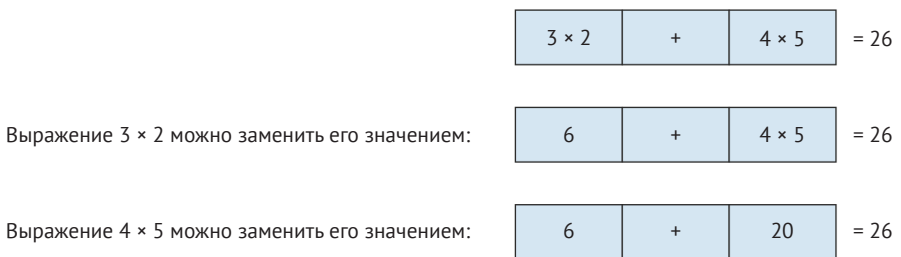 3 × 2 + 4 × 5 = 26
Выражение 3 × 2 можно заменить его значением: 6 + 4 × 5 = 26
Выражение 4 × 5 можно заменить его значением: 6 + 20 = 26